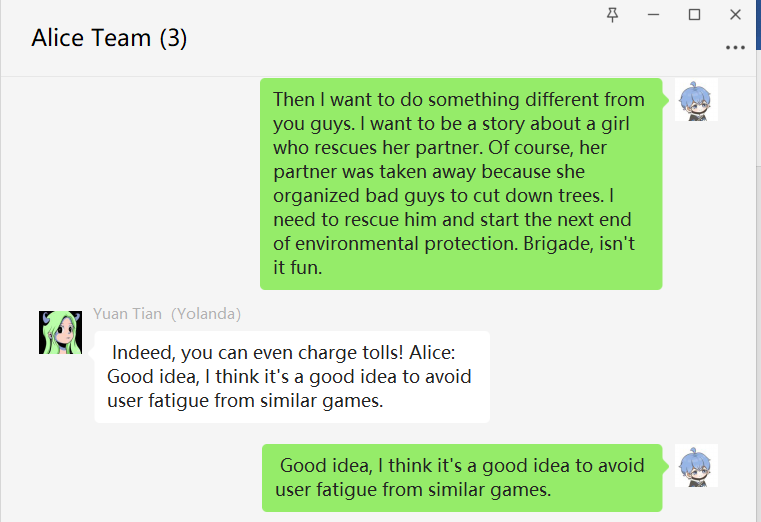 Alice Team (3)
Then I want to do something different from
you guys. I want to be a story about a girl
who rescues her partner. Of course, her
partner was taken away because she
organized bad guys to cut down trees. I
need to rescue him and start the next end
of environmental protection. Brigade, isn't
it fun.
Yuan Tian (Yolanda)
Indeed, you can even charge tolls! Alice:
Good idea, I think it's a good idea to avoid
user fatigue from similar games.
Good idea, I think it's a good idea to avoid
user fatigue from similar games.